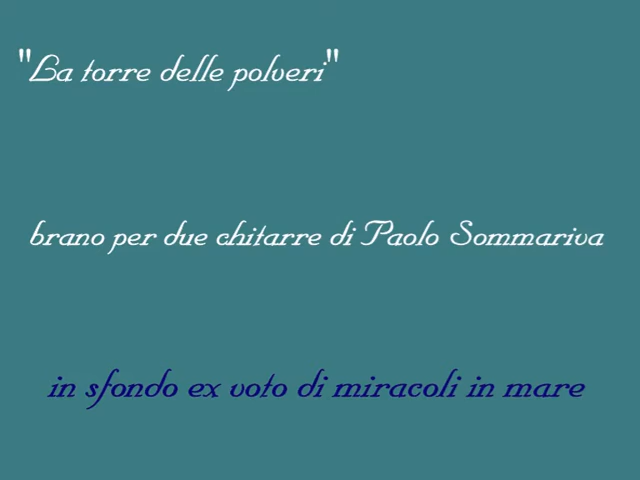 "La torre delle polveri"
brano per due chitarre di Paolo Sommariva
in sfondo ex voto di miracoli in mare